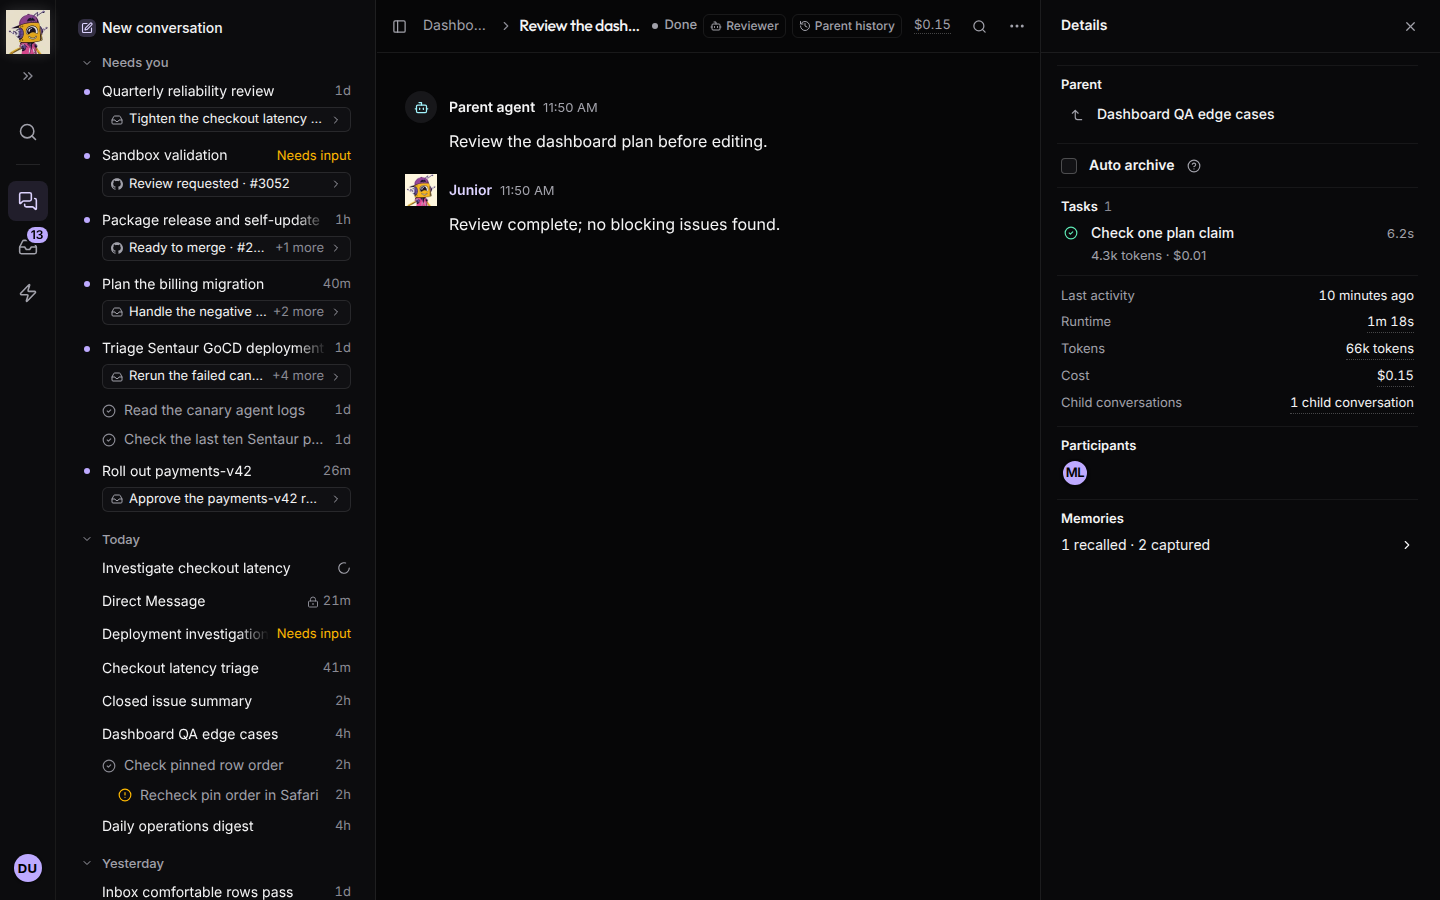 New conversation
Needs you
Quarterly reliability review 1d
Tighten the checkout latency ...
Sandbox validation Needs input
Review requested · #3052
Package release and self-update 1h
Ready to merge · #2... +1 more
Plan the billing migration 40m
Handle the negative ... +2 more
Triage Sentaur GoCD deployment 1d
Rerun the failed can... +4 more
Read the canary agent logs 1d
Check the last ten Sentaur p... 1d
Roll out payments-v42 26m
Approve the payments-v42 r...
Today
Investigate checkout latency
Direct Message 21m
Deployment investigation Needs input
Checkout latency triage 41m
Closed issue summary 2h
Dashboard QA edge cases 4h
Check pinned row order 2h
Recheck pin order in Safari 2h
Daily operations digest 4h
Yesterday
Inbox comfortable rows pass 1d
13
DU
Dashbo... Review the dash... Done Reviewer Parent history $0.15
Parent agent 11:50 AM
Review the dashboard plan before editing.
Junior 11:50 AM
Review complete; no blocking issues found.
Details
Parent
Dashboard QA edge cases
Auto archive
Tasks 1
Check one plan claim 6.2s
4.3k tokens · $0.01
Last activity 10 minutes ago
Runtime 1m 18s
Tokens 66k tokens
Cost $0.15
Child conversations 1 child conversation
Participants
ML
Memories
1 recalled · 2 captured